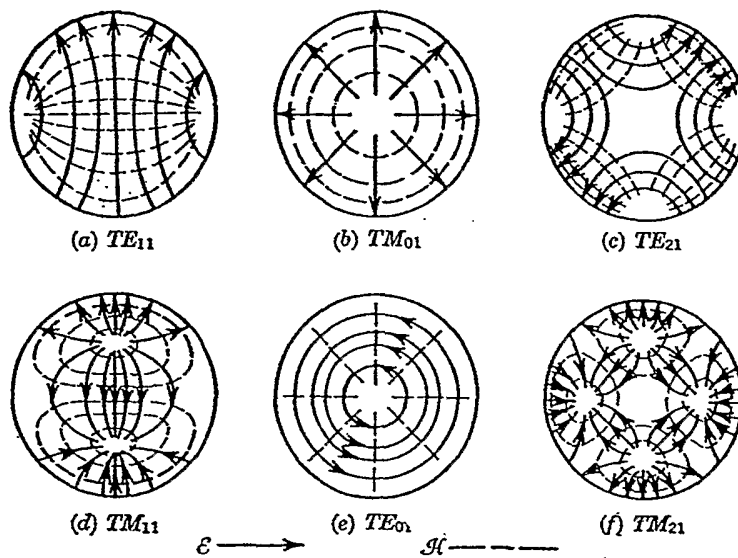 (a) TE₁₁ (b) TM₀₁ (c) TE₂₁
(d) TM₁₁ (e) TE₀₁ (f) TM₂₁
ℰ ℋ